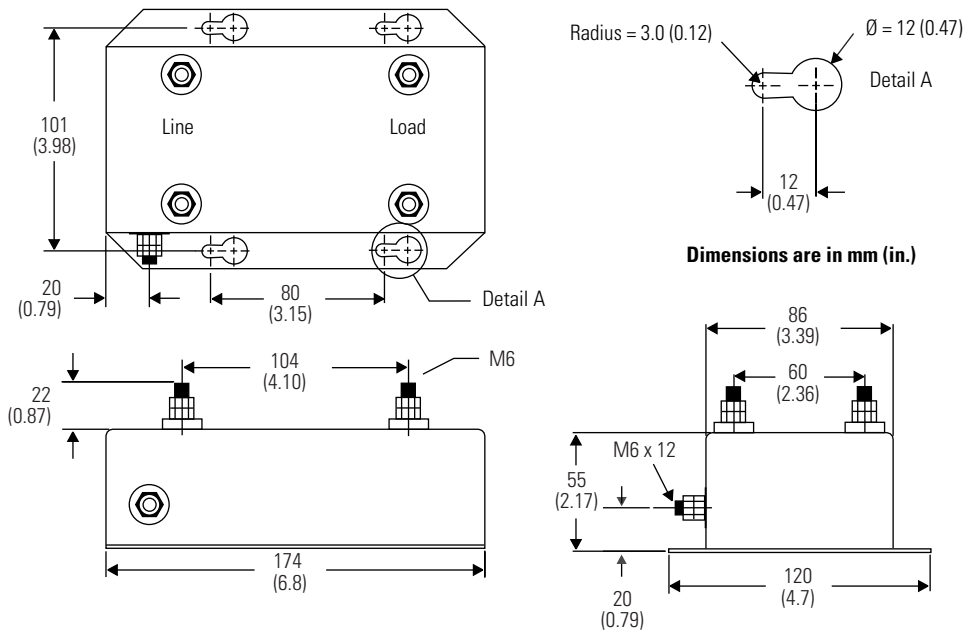 Radius = 3.0 (0.12)
Ø = 12 (0.47)
Detail A
101
(3.98)
Line
Load
12
(0.47)
Dimensions are in mm (in.)
20
(0.79)
80
(3.15)
Detail A
86
(3.39)
104
(4.10)
M6
60
(2.36)
22
(0.87)
M6 x 12
55
(2.17)
174
(6.8)
20
(0.79)
120
(4.7)